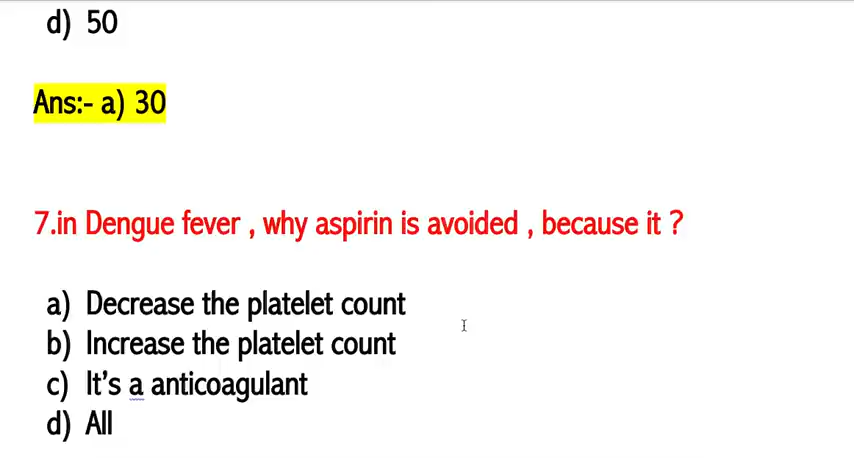 d) 50
Ans:- a) 30
7.in Dengue fever , why aspirin is avoided , because it ?
a) Decrease the platelet count
b) Increase the platelet count
c) It’s a anticoagulant
d) All